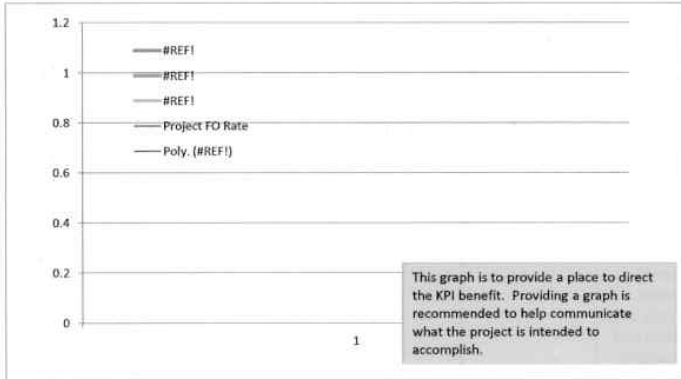 1.2
#REF!
1
#REF!
#REF!
0.8
Project FO Rate
Poly. (#REF!)
0.6
0.4
0.2
0
1
This graph is to provide a place to direct
the KPI benefit. Providing a graph is
recommended to help communicate
what the project is intended to
accomplish.